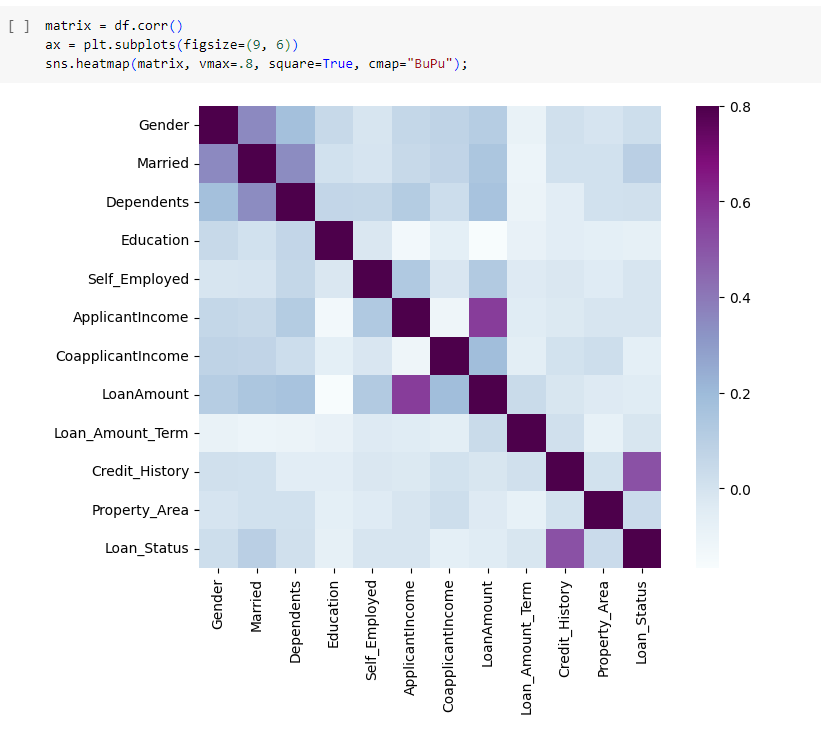 [ ] matrix = df.corr()
ax = plt.subplots(figsize=(9, 6))
sns.heatmap(matrix, vmax=.8, square=True, cmap="BuPu");
Gender
Married
Dependents
Education
Self_Employed
ApplicantIncome
CoapplicantIncome
LoanAmount
Loan_Amount_Term
Credit_History
Property_Area
Loan_Status
Gender
Married
Dependents
Education
Self_Employed
ApplicantIncome
CoapplicantIncome
LoanAmount
Loan_Amount_Term
Credit_History
Property_Area
Loan_Status
0.8
0.6
0.4
0.2
0.0